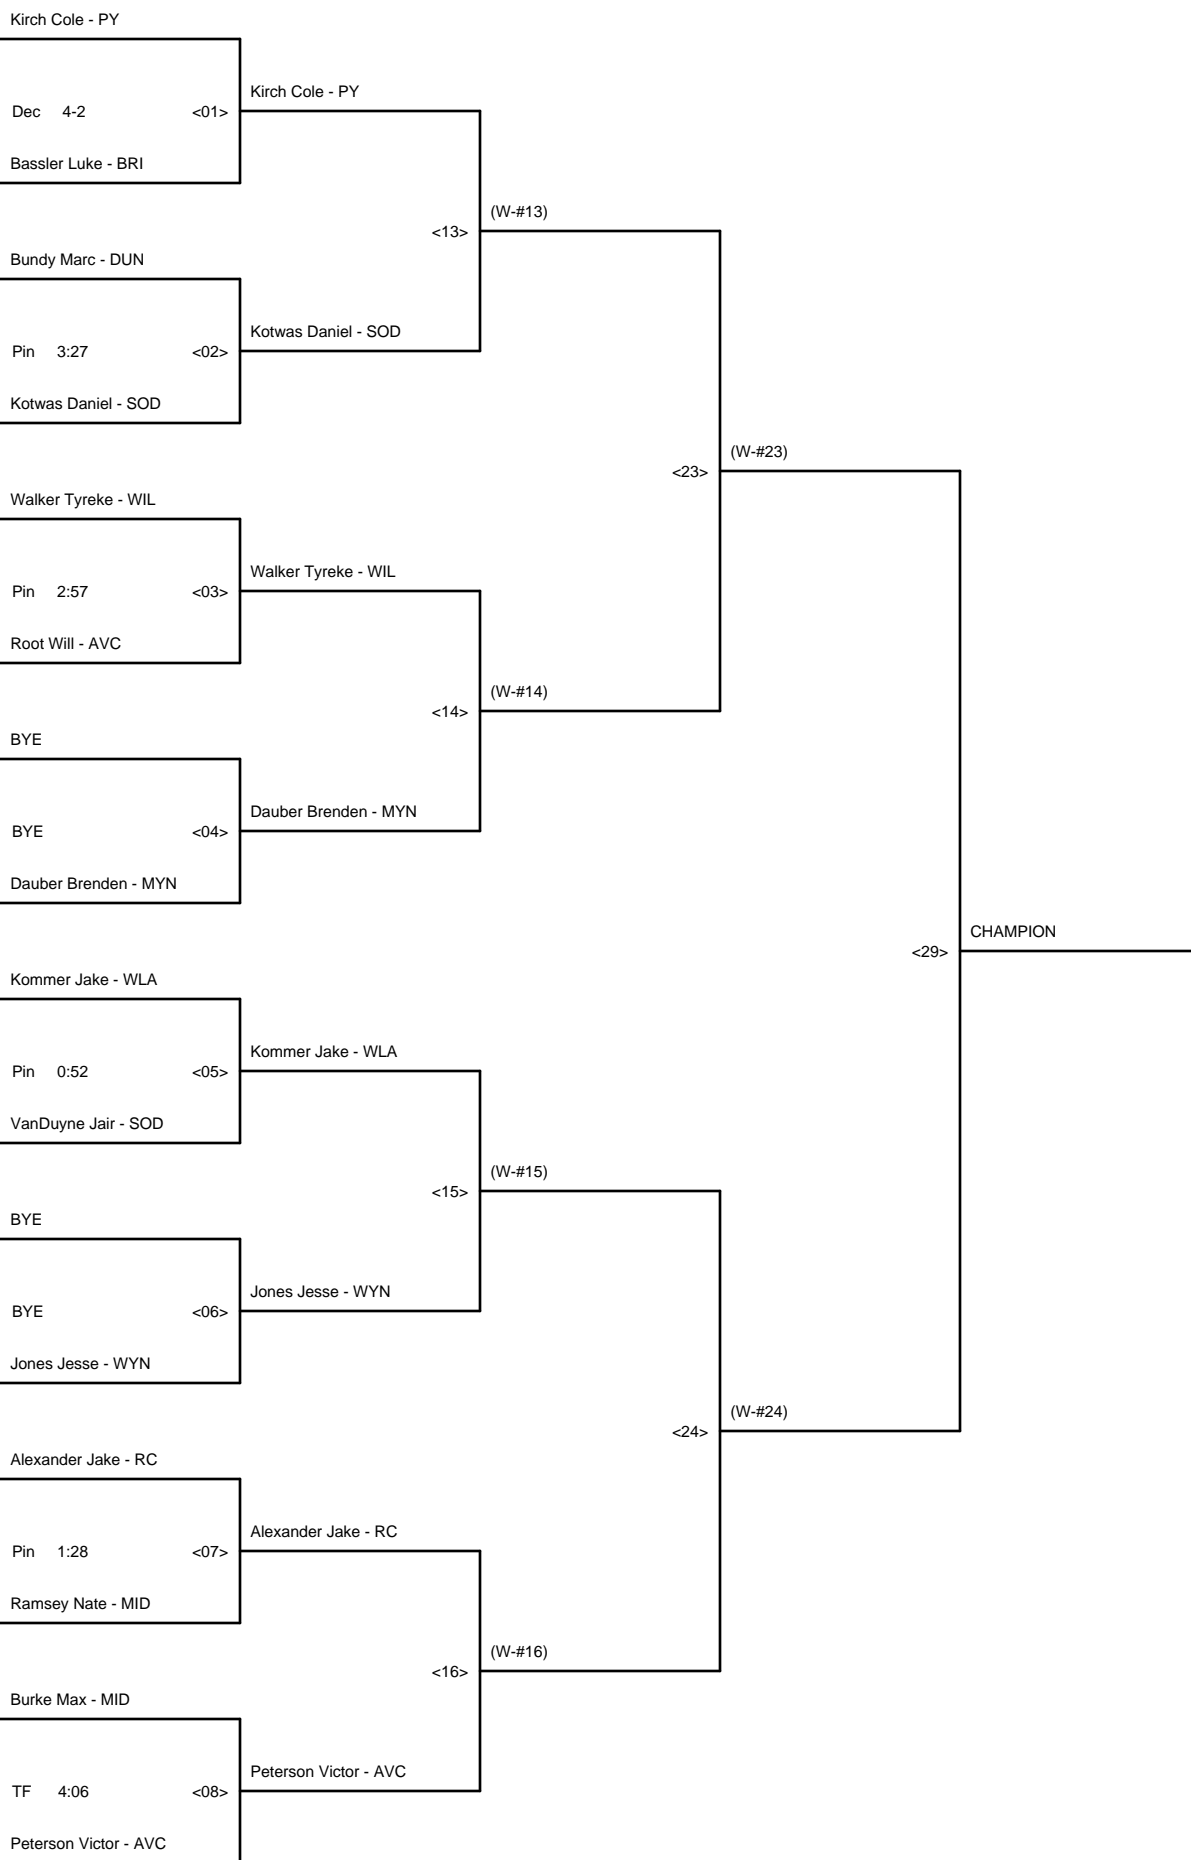 Kirch Cole - PY
Kirch Cole - PY
Dec 4-2 <01>
Bassler Luke - BRI
(W-#13)
<13>
Bundy Marc - DUN
Kotwas Daniel - SOD
Pin 3:27 <02>
Kotwas Daniel - SOD
(W-#23)
<23>
Walker Tyreke - WIL
Walker Tyreke - WIL
Pin 2:57 <03>
Root Will - AVC
(W-#14)
<14>
BYE
Dauber Brenden - MYN
BYE <04>
Dauber Brenden - MYN
CHAMPION
<29>
Kommer Jake - WLA
Kommer Jake - WLA
Pin 0:52 <05>
VanDuyne Jair - SOD
(W-#15)
<15>
BYE
Jones Jesse - WYN
BYE <06>
Jones Jesse - WYN
(W-#24)
<24>
Alexander Jake - RC
Alexander Jake - RC
Pin 1:28 <07>
Ramsey Nate - MID
(W-#16)
<16>
Burke Max - MID
Peterson Victor - AVC
TF 4:06 <08>
Peterson Victor - AVC